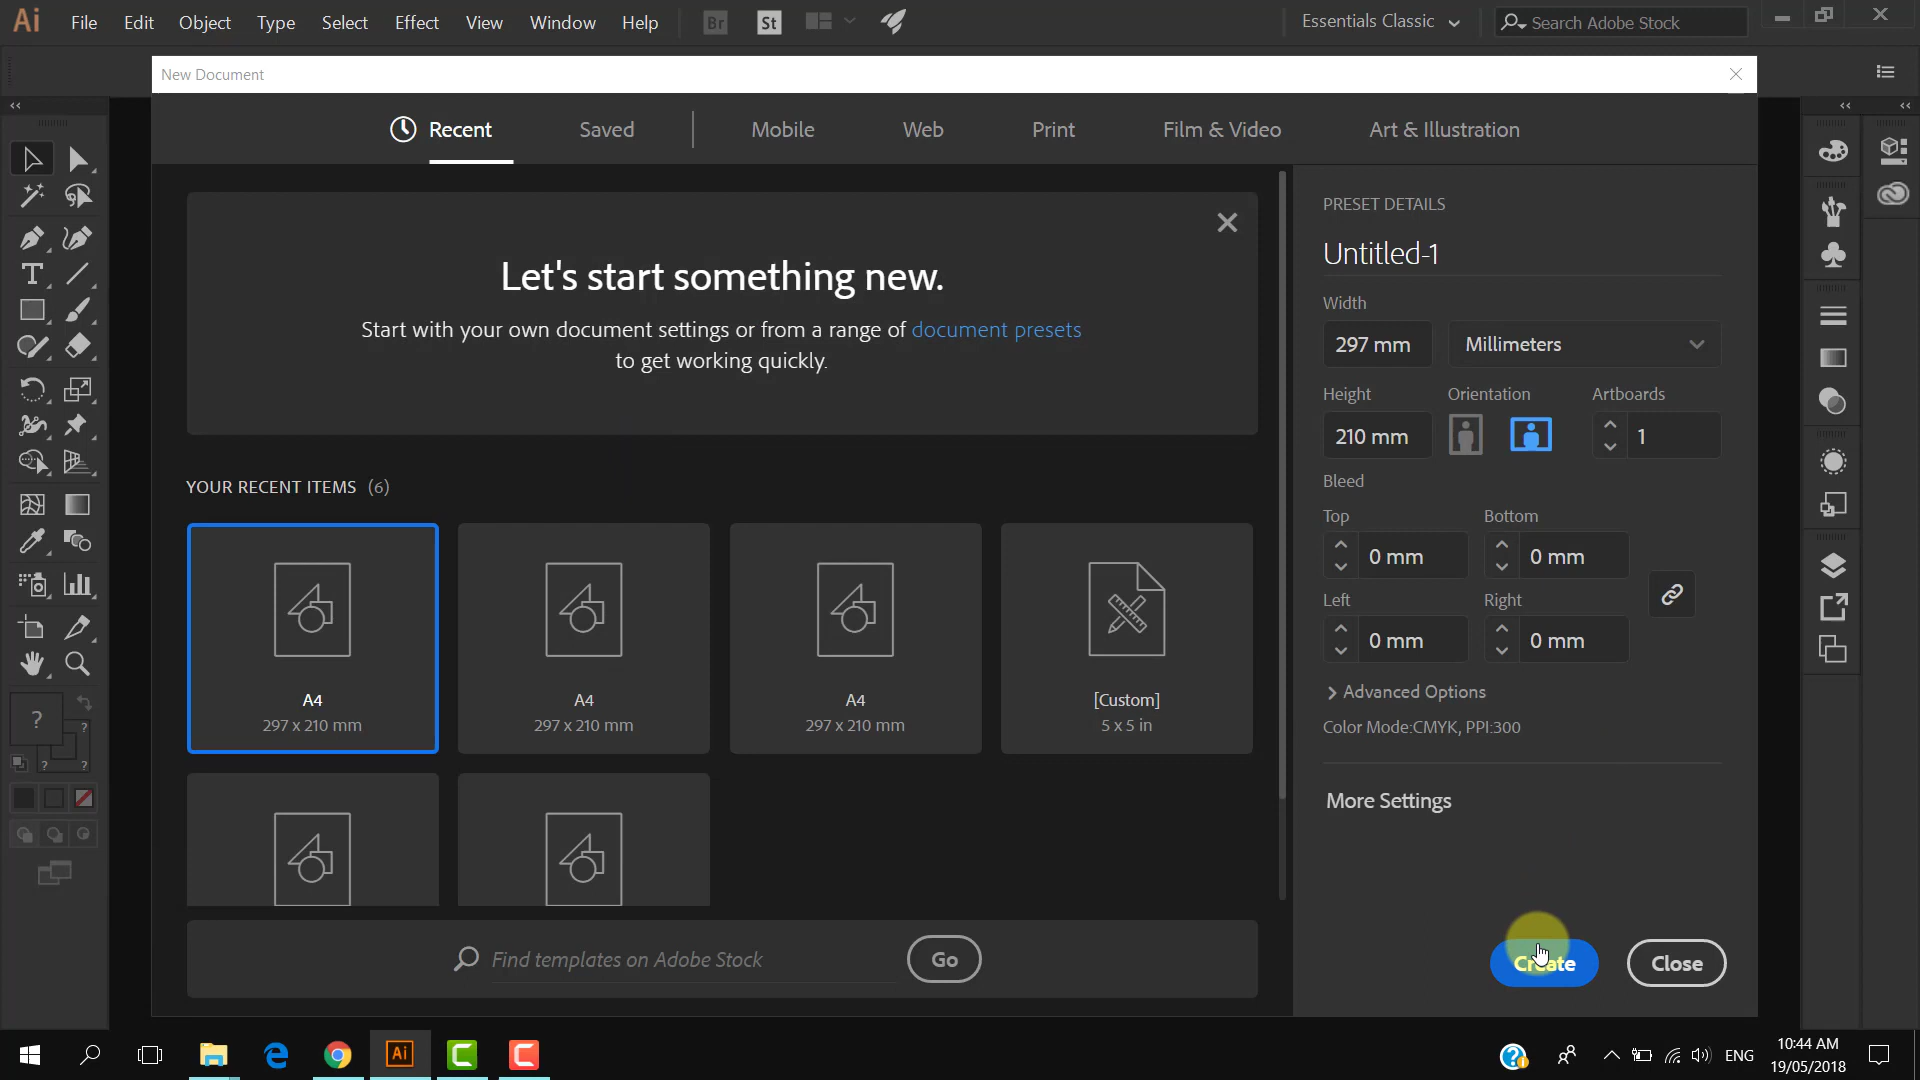 Ai File Edit Object Type Select Effect View Window Help Br St Essentials Classic Search Adobe Stock
New Document
Recent Saved Mobile Web Print Film & Video Art & Illustration
PRESET DETAILS
Untitled-1
Let's start something new.
Start with your own document settings or from a range of document presets
to get working quickly.
Width
297 mm Millimeters
Height Orientation Artboards
210 mm 1
Bleed
Top Bottom
0 mm 0 mm
Left Right
0 mm 0 mm
Advanced Options
Color Mode:CMYK, PPI:300
More Settings
YOUR RECENT ITEMS (6)
A4
297 x 210 mm
A4
297 x 210 mm
A4
297 x 210 mm
[Custom]
5 x 5 in
T
?
?
? ?
Find templates on Adobe Stock Go
Create Close
Ai C C ? ENG 10:44 AM
19/05/2018